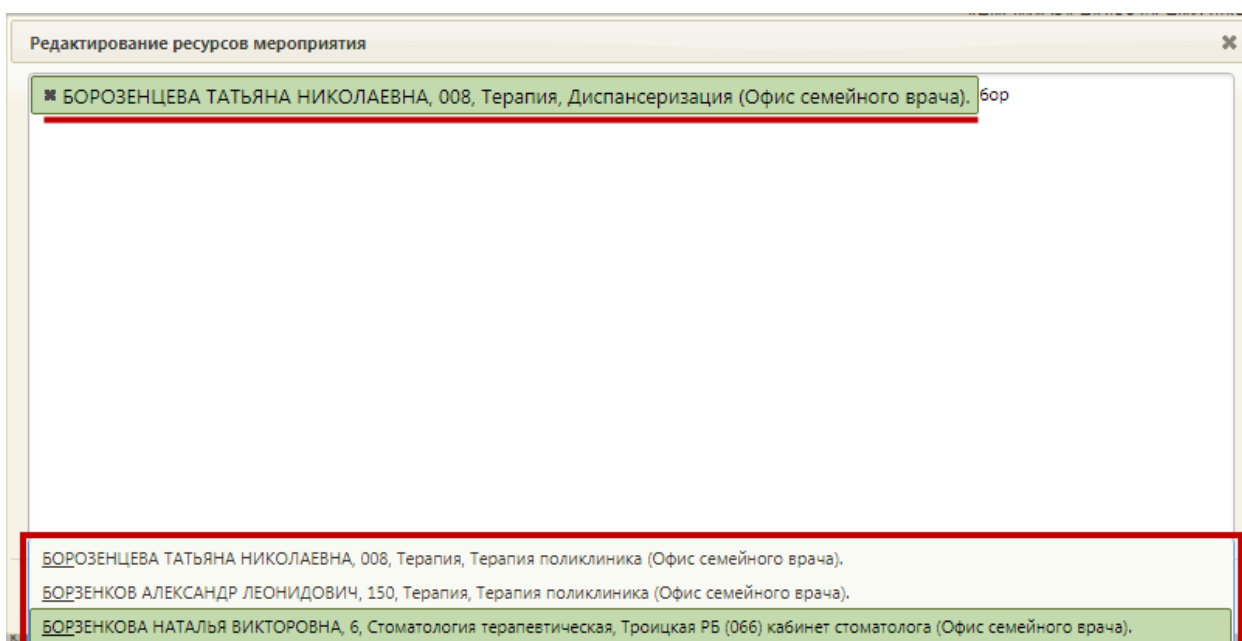 Редактирование ресурсов мероприятия
БОРОЗЕНЦЕВА ТАТЬЯНА НИКОЛАЕВНА, 008, Терапия, Диспансеризация (Офис семейного врача). бор
БОРОЗЕНЦЕВА ТАТЬЯНА НИКОЛАЕВНА, 008, Терапия, Терапия поликлиника (Офис семейного врача).
БОРЗЕНКОВ АЛЕКСАНДР ЛЕОНИДОВИЧ, 150, Терапия, Терапия поликлиника (Офис семейного врача).
БОРЗЕНКОВА НАТАЛЬЯ ВИКТОРОВНА, 6, Стоматология терапевтическая, Троицкая РБ (066) кабинет стоматолога (Офис семейного врача).